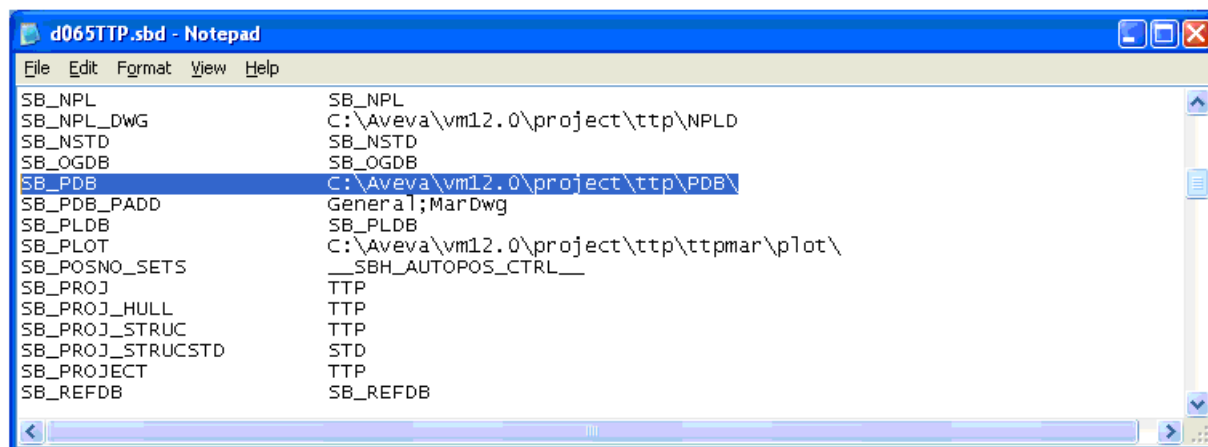 d065TTP.sbd - Notepad
File Edit Format View Help
SB_NPL SB_NPL
SB_NPL_DWG C:\Aveva\vm12.0\project\ttp\NPLD
SB_NSTD SB_NSTD
SB_OGDB SB_OGDB
SB_PDB C:\Aveva\vm12.0\project\ttp\PDB\
SB_PDB_PADD General;MarDwg
SB_PLDB SB_PLDB
SB_PLOT C:\Aveva\vm12.0\project\ttp\ttpmar\plot\
SB_POSNO_SETS __SBH_AUTOPOS_CTRL__
SB_PROJ TTP
SB_PROJ_HULL TTP
SB_PROJ_STRUC TTP
SB_PROJ_STRUCSTD STD
SB_PROJECT TTP
SB_REFDB SB_REFDB